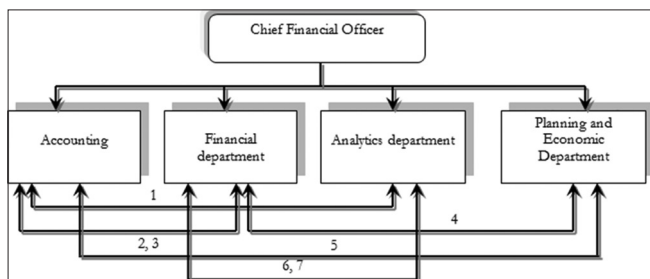 Chief Financial Officer
Accounting
Financial
department
Analytics department
Planning and
Economic
Department
1
4
2, 3
5
6, 7